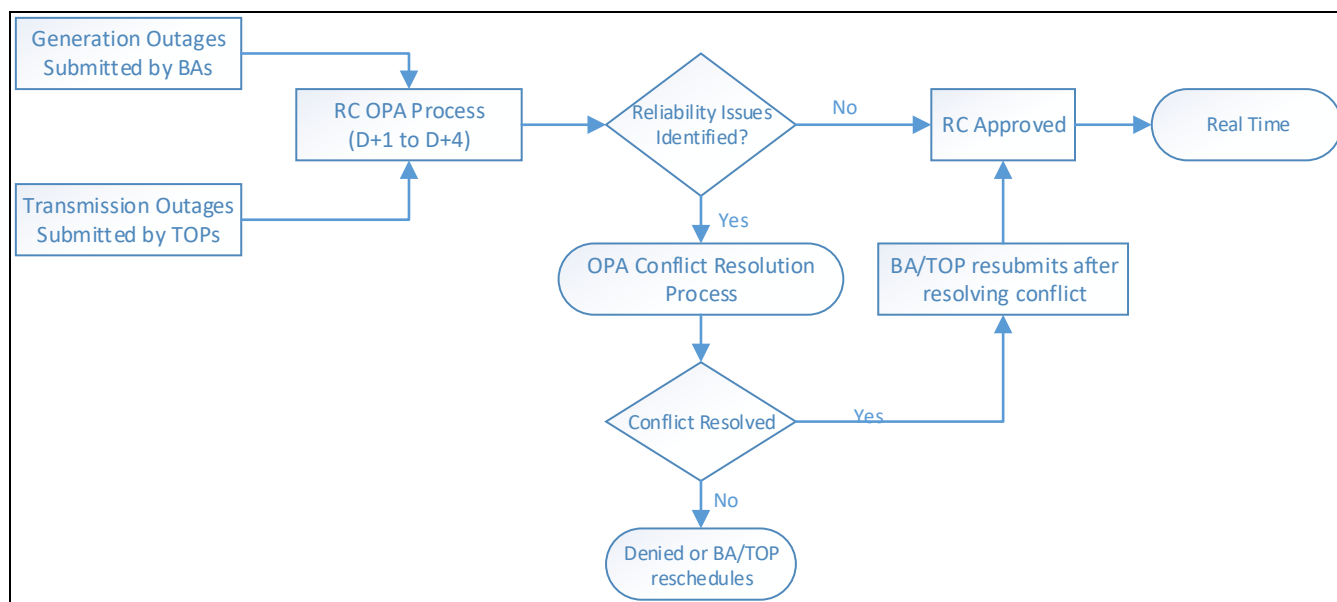 Generation Outages
Submitted by BAs
RC OPA Process
(D+1 to D+4)
Transmission Outages
Submitted by TOPs
Reliability Issues
Identified?
No
RC Approved
Real Time
Yes
OPA Conflict Resolution
Process
BA/TOP resubmits after
resolving conflict
Conflict Resolved
Yes
No
Denied or BA/TOP
reschedules